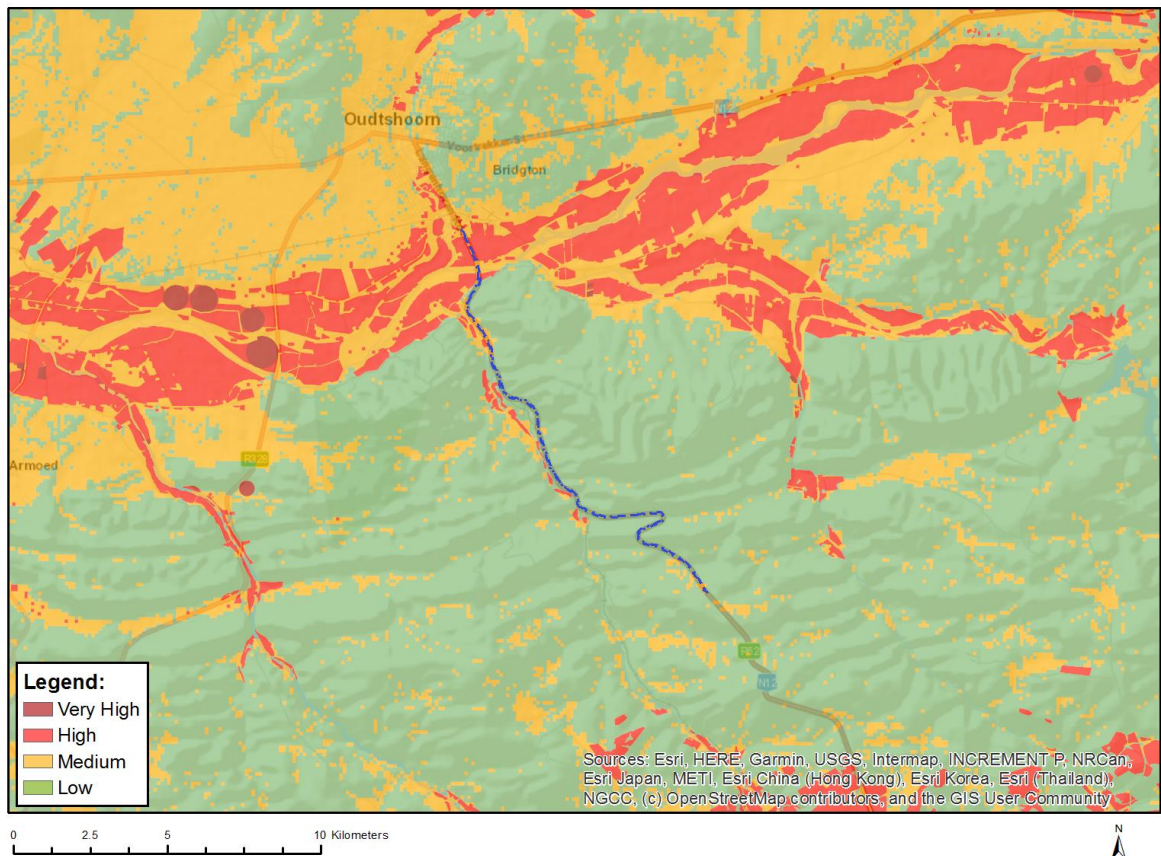 Oudtshoorn
N12
Voortrekker St
Bridgton
R328
Armoed
R62
N12
Legend:
Very High
High
Medium
Low
Sources: Esri, HERE, Garmin, USGS, Intermap, INCREMENT P, NRCan,
Esri Japan, METI, Esri China (Hong Kong), Esri Korea, Esri (Thailand),
NGCC, (c) OpenStreetMap contributors, and the GIS User Community
0 2.5 5 10 Kilometers
N